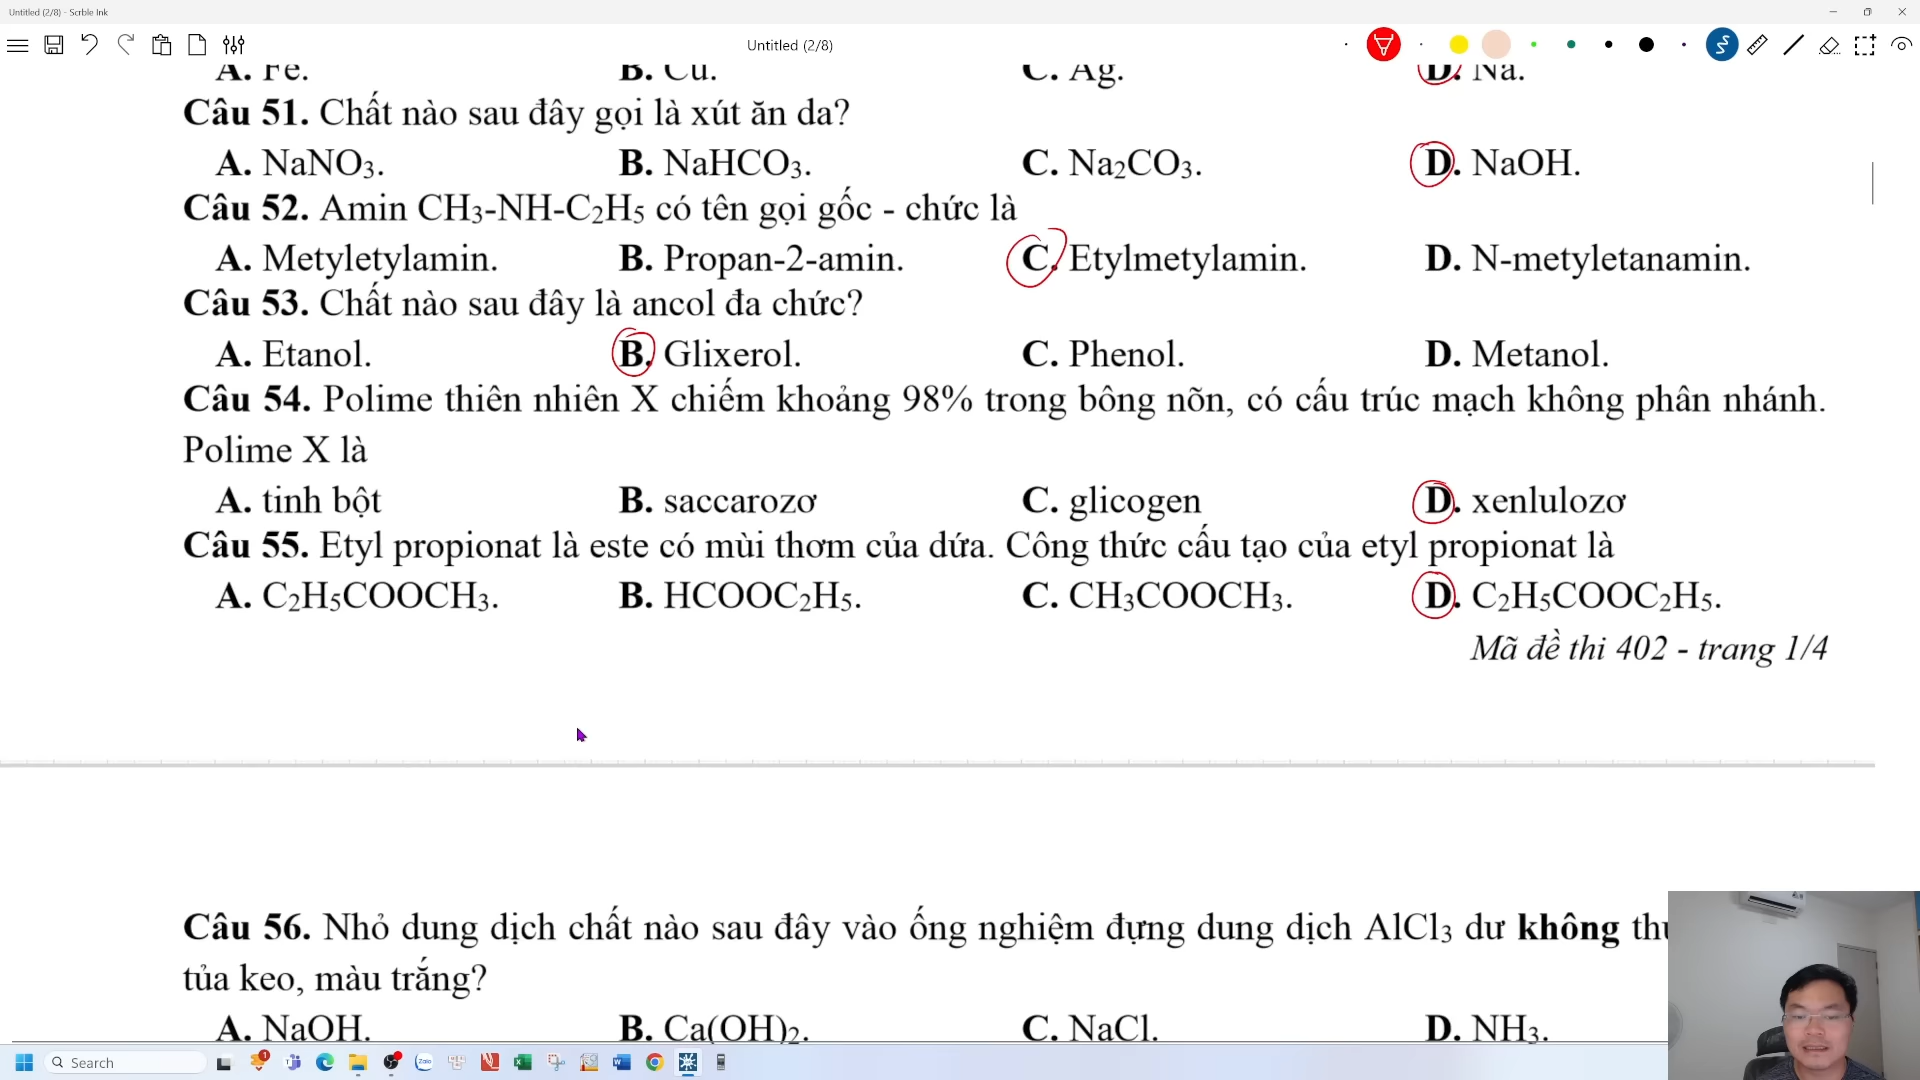 Untitled (2/8) - Scrble Ink
Untitled (2/8)
A. Fe. B. Cu. C. Ag. D. Na.
Câu 51. Chất nào sau đây gọi là xút ăn da?
A. NaNO₃. B. NaHCO₃. C. Na₂CO₃. D. NaOH.
Câu 52. Amin CH₃-NH-C₂H₅ có tên gọi gốc - chức là
A. Metyletylamin. B. Propan-2-amin. C. Etylmetylamin. D. N-metyletanamin.
Câu 53. Chất nào sau đây là ancol đa chức?
A. Etanol. B. Glixerol. C. Phenol. D. Metanol.
Câu 54. Polime thiên nhiên X chiếm khoảng 98% trong bông nõn, có cấu trúc mạch không phân nhánh.
Polime X là
A. tinh bột B. saccarozơ C. glicogen D. xenlulozơ
Câu 55. Etyl propionat là este có mùi thơm của dứa. Công thức cấu tạo của etyl propionat là
A. C₂H₅COOCH₃. B. HCOOC₂H₅. C. CH₃COOCH₃. D. C₂H₅COOC₂H₅.
Mã đề thi 402 - trang 1/4
Câu 56. Nhỏ dung dịch chất nào sau đây vào ống nghiệm đựng dung dịch AlCl₃ dư không
tủa keo, màu trắng?
A. NaOH. B. Ca(OH)₂. C. NaCl. D. NH₃.
Search